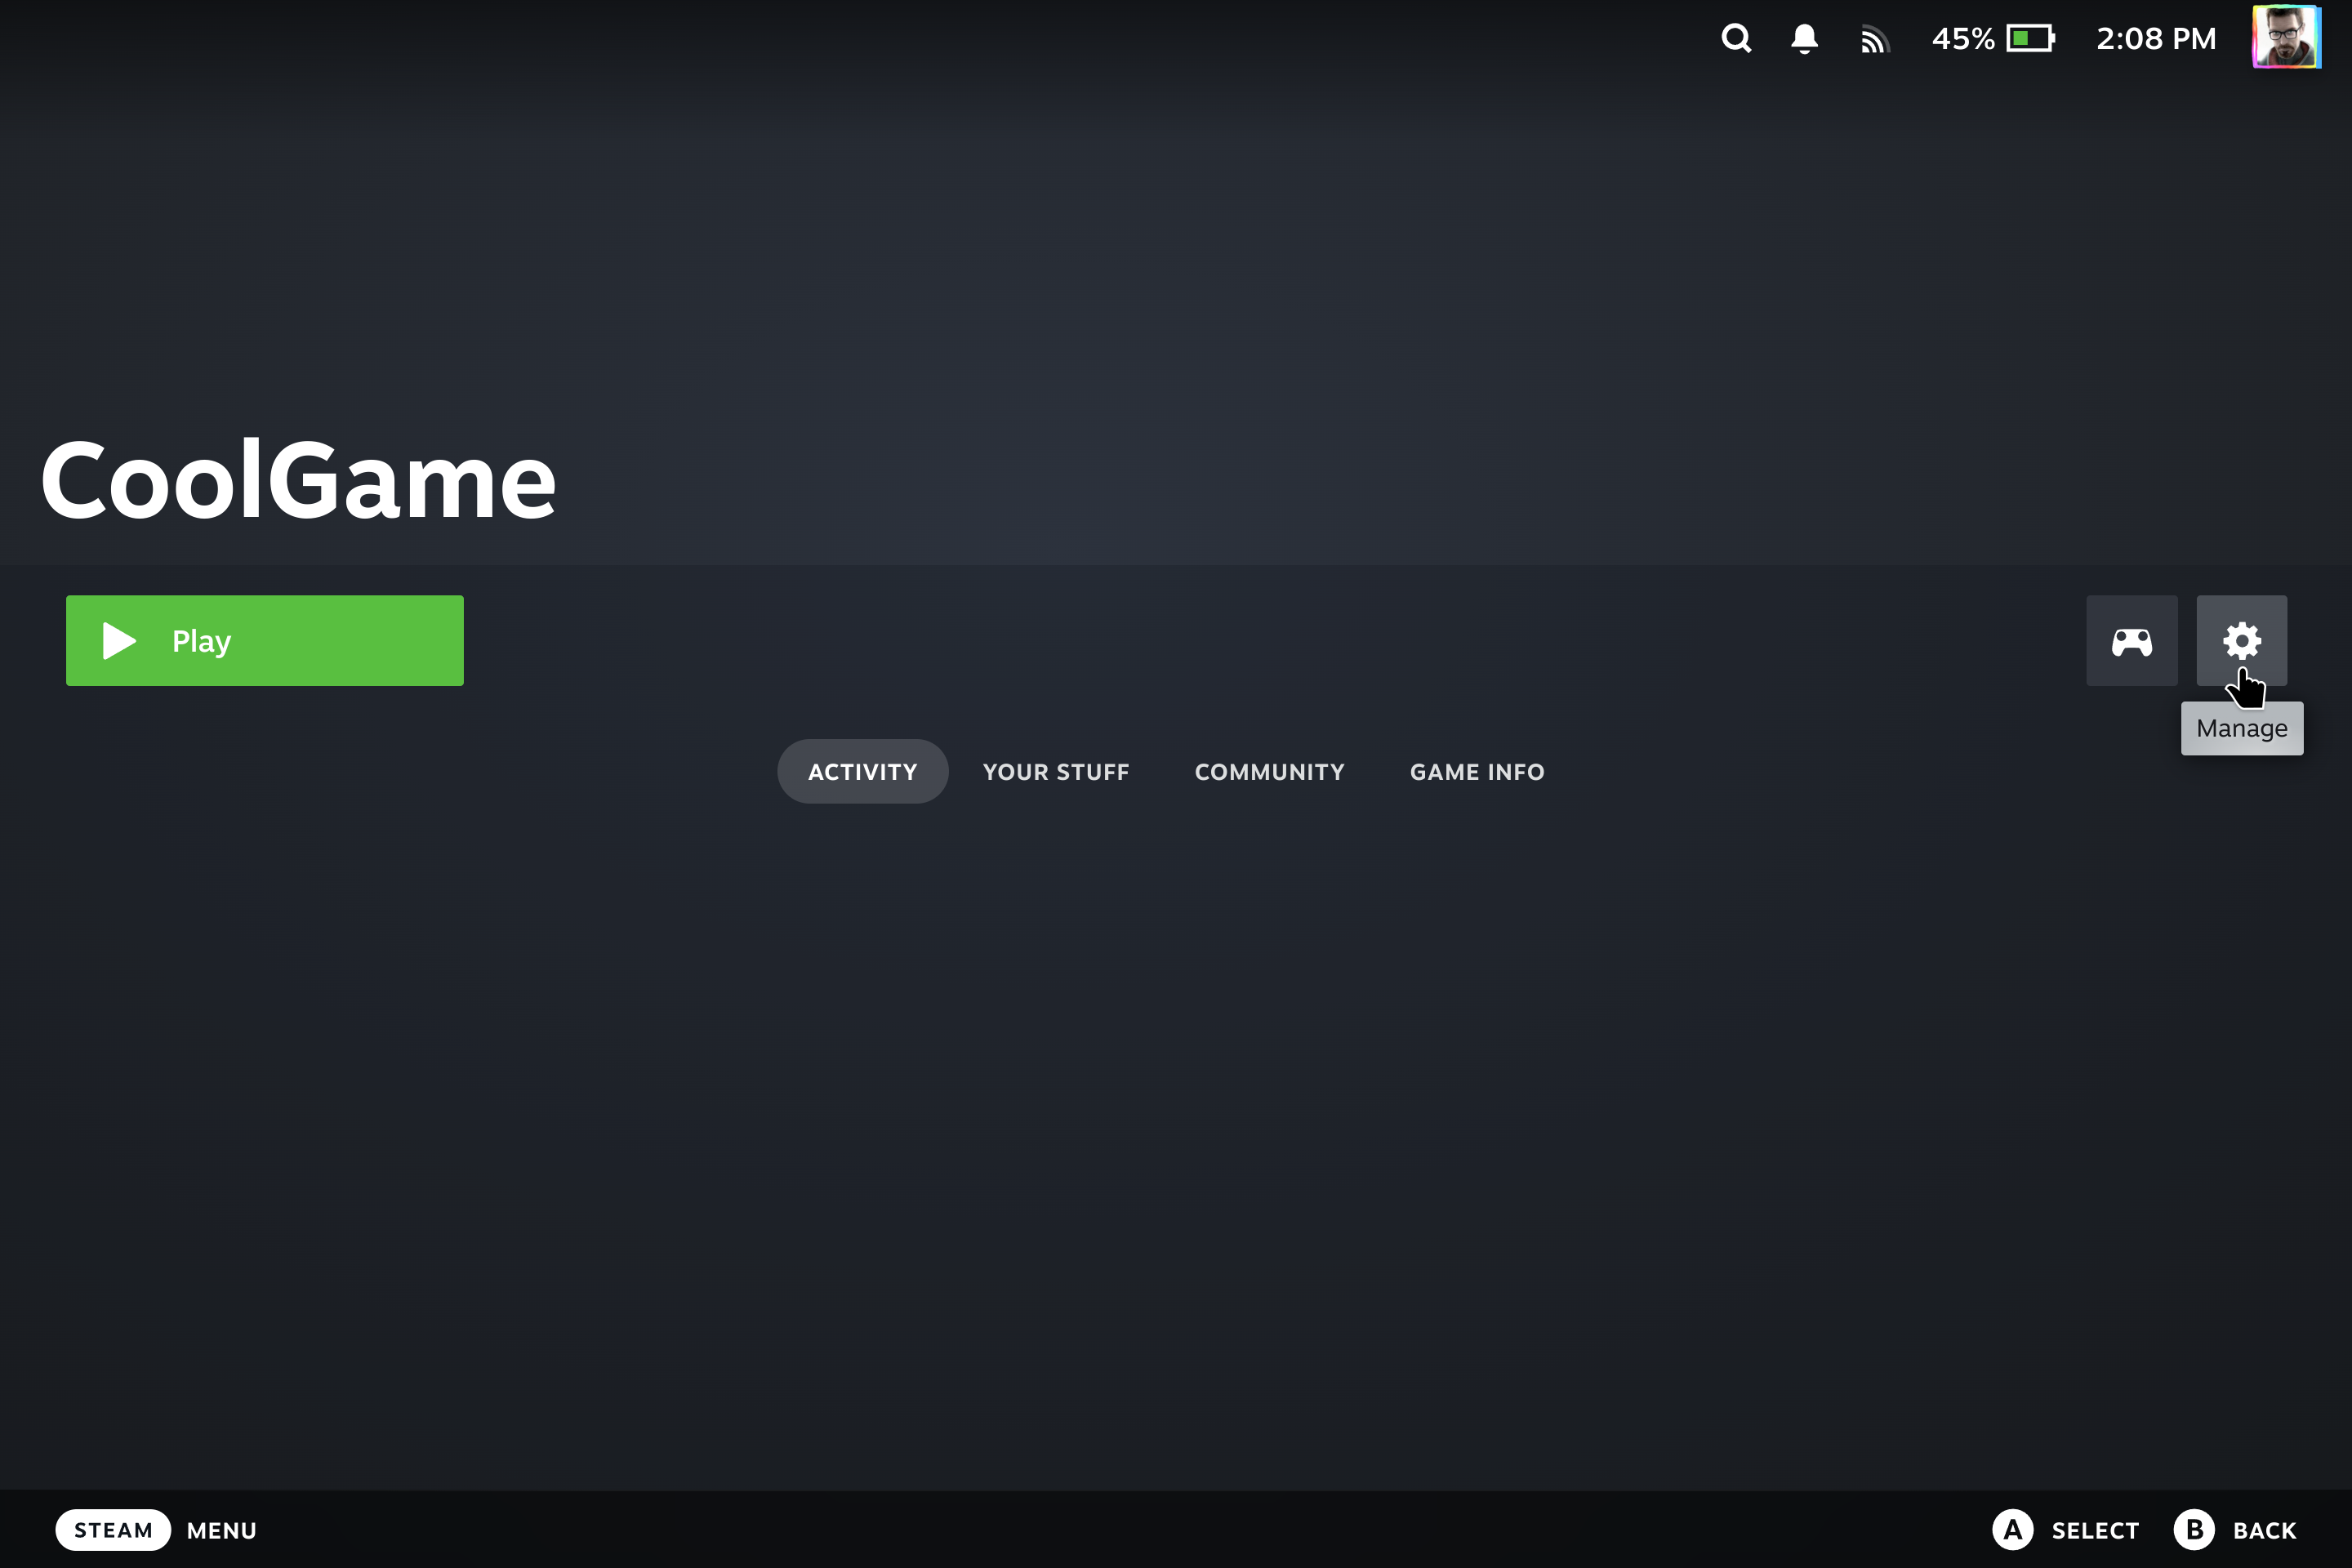 45% 2:08 PM
CoolGame
Play
Manage
ACTIVITY YOUR STUFF COMMUNITY GAME INFO
STEAM MENU A SELECT B BACK